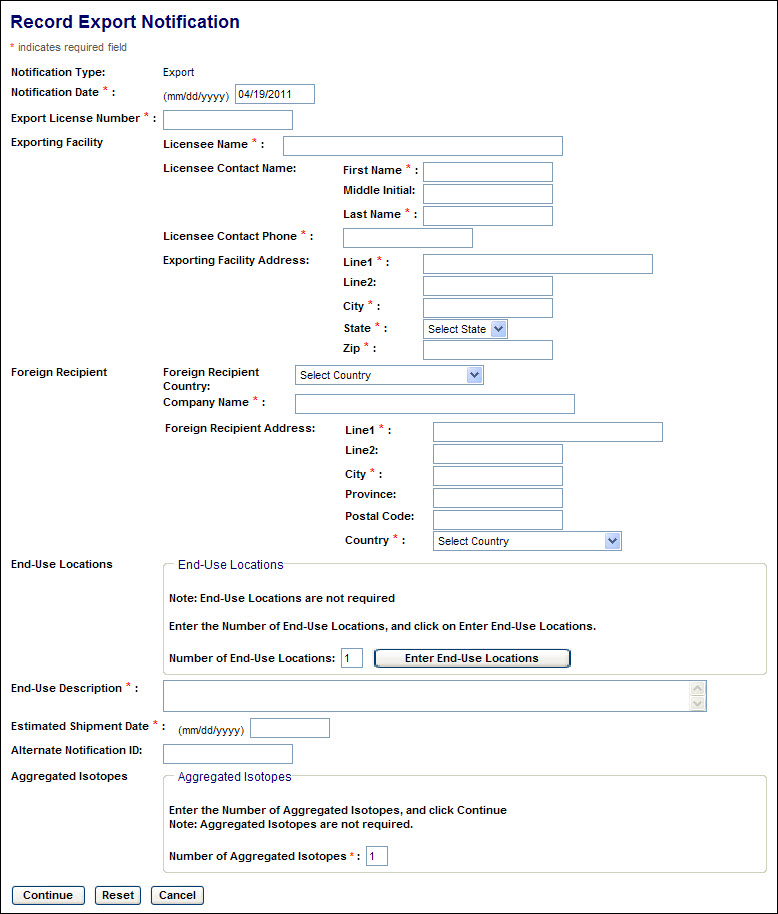 Record Export Notification
* indicates required field
Notification Type: Export
Notification Date * : (mm/dd/yyyy) 04/19/2011
Export License Number * :
Exporting Facility Licensee Name * :
Licensee Contact Name: First Name * :
Middle Initial:
Last Name * :
Licensee Contact Phone * :
Exporting Facility Address: Line1 * :
Line2:
City * :
State * : Select State
Zip * :
Foreign Recipient Foreign Recipient Country: Select Country
Company Name * :
Foreign Recipient Address: Line1 * :
Line2:
City * :
Province:
Postal Code:
Country * : Select Country
End-Use Locations End-Use Locations
Note: End-Use Locations are not required
Enter the Number of End-Use Locations, and click on Enter End-Use Locations.
Number of End-Use Locations: 1 Enter End-Use Locations
End-Use Description * :
Estimated Shipment Date * : (mm/dd/yyyy)
Alternate Notification ID:
Aggregated Isotopes Aggregated Isotopes
Enter the Number of Aggregated Isotopes, and click Continue
Note: Aggregated Isotopes are not required.
Number of Aggregated Isotopes * : 1
Continue Reset Cancel